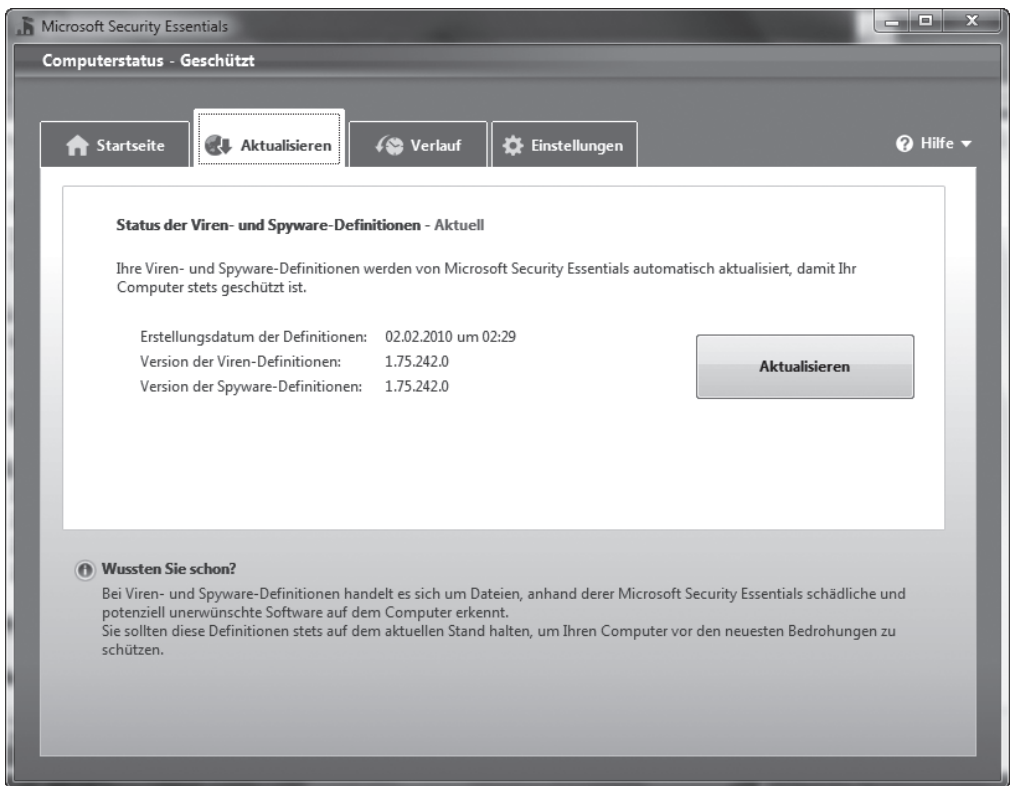 Microsoft Security Essentials
Computerstatus - Geschützt
Startseite
Aktualisieren
Verlauf
Einstellungen
Hilfe
Status der Viren- und Spyware-Definitionen - Aktuell
Ihre Viren- und Spyware-Definitionen werden von Microsoft Security Essentials automatisch aktualisiert, damit Ihr
Computer stets geschützt ist.
Erstellungsdatum der Definitionen: 02.02.2010 um 02:29
Version der Viren-Definitionen: 1.75.242.0
Version der Spyware-Definitionen: 1.75.242.0
Aktualisieren
Wussten Sie schon?
Bei Viren- und Spyware-Definitionen handelt es sich um Dateien, anhand derer Microsoft Security Essentials schädliche und
potenziell unerwünschte Software auf dem Computer erkennt.
Sie sollten diese Definitionen stets auf dem aktuellen Stand halten, um Ihren Computer vor den neuesten Bedrohungen zu
schützen.